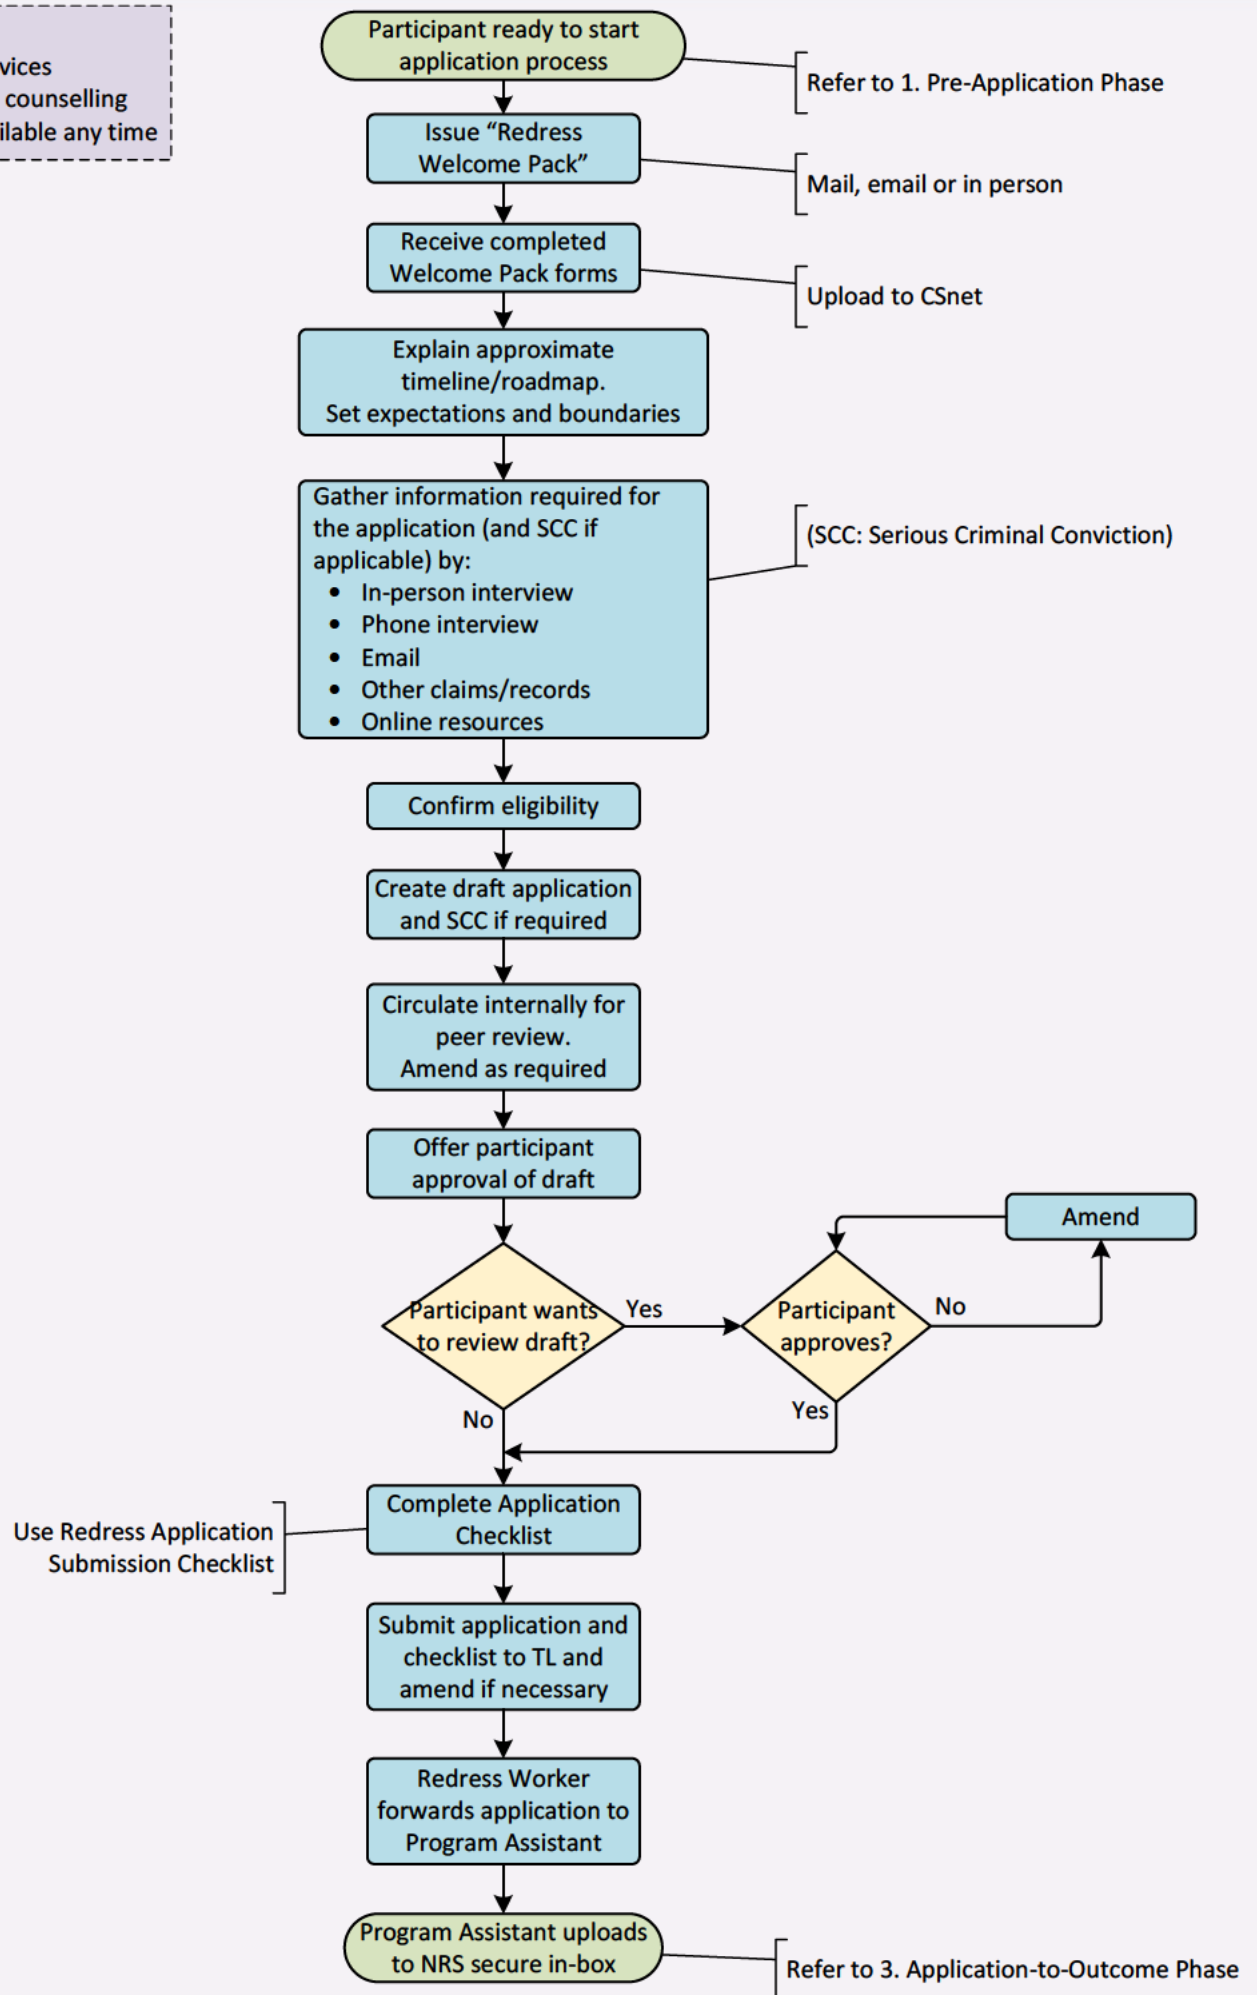 vices
counselling
ilable any time
Participant ready to start
application process
Refer to 1. Pre-Application Phase
Issue “Redress
Welcome Pack”
Mail, email or in person
Receive completed
Welcome Pack forms
Upload to CSnet
Explain approximate
timeline/roadmap.
Set expectations and boundaries
Gather information required for
the application (and SCC if
applicable) by:
• In-person interview
• Phone interview
• Email
• Other claims/records
• Online resources
(SCC: Serious Criminal Conviction)
Confirm eligibility
Create draft application
and SCC if required
Circulate internally for
peer review.
Amend as required
Offer participant
approval of draft
Participant wants
to review draft?
Yes
No
Participant
approves?
No
Yes
Amend
Complete Application
Checklist
Use Redress Application
Submission Checklist
Submit application and
checklist to TL and
amend if necessary
Redress Worker
forwards application to
Program Assistant
Program Assistant uploads
to NRS secure in-box
Refer to 3. Application-to-Outcome Phase